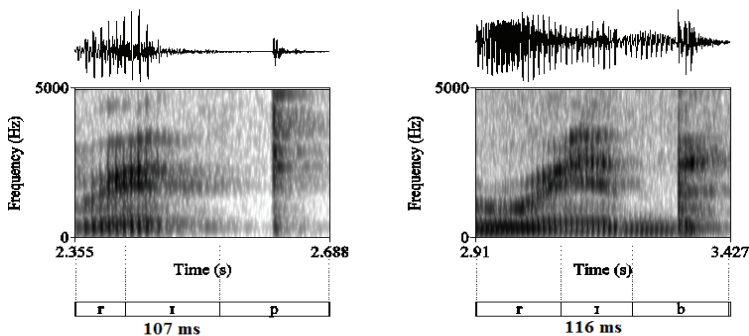 5000 5000
Frequency (Hz) Frequency (Hz)
0 0
2.355 2.688 2.91 3.427
Time (s) Time (s)
r ɪ p r ɪ b
107 ms 116 ms